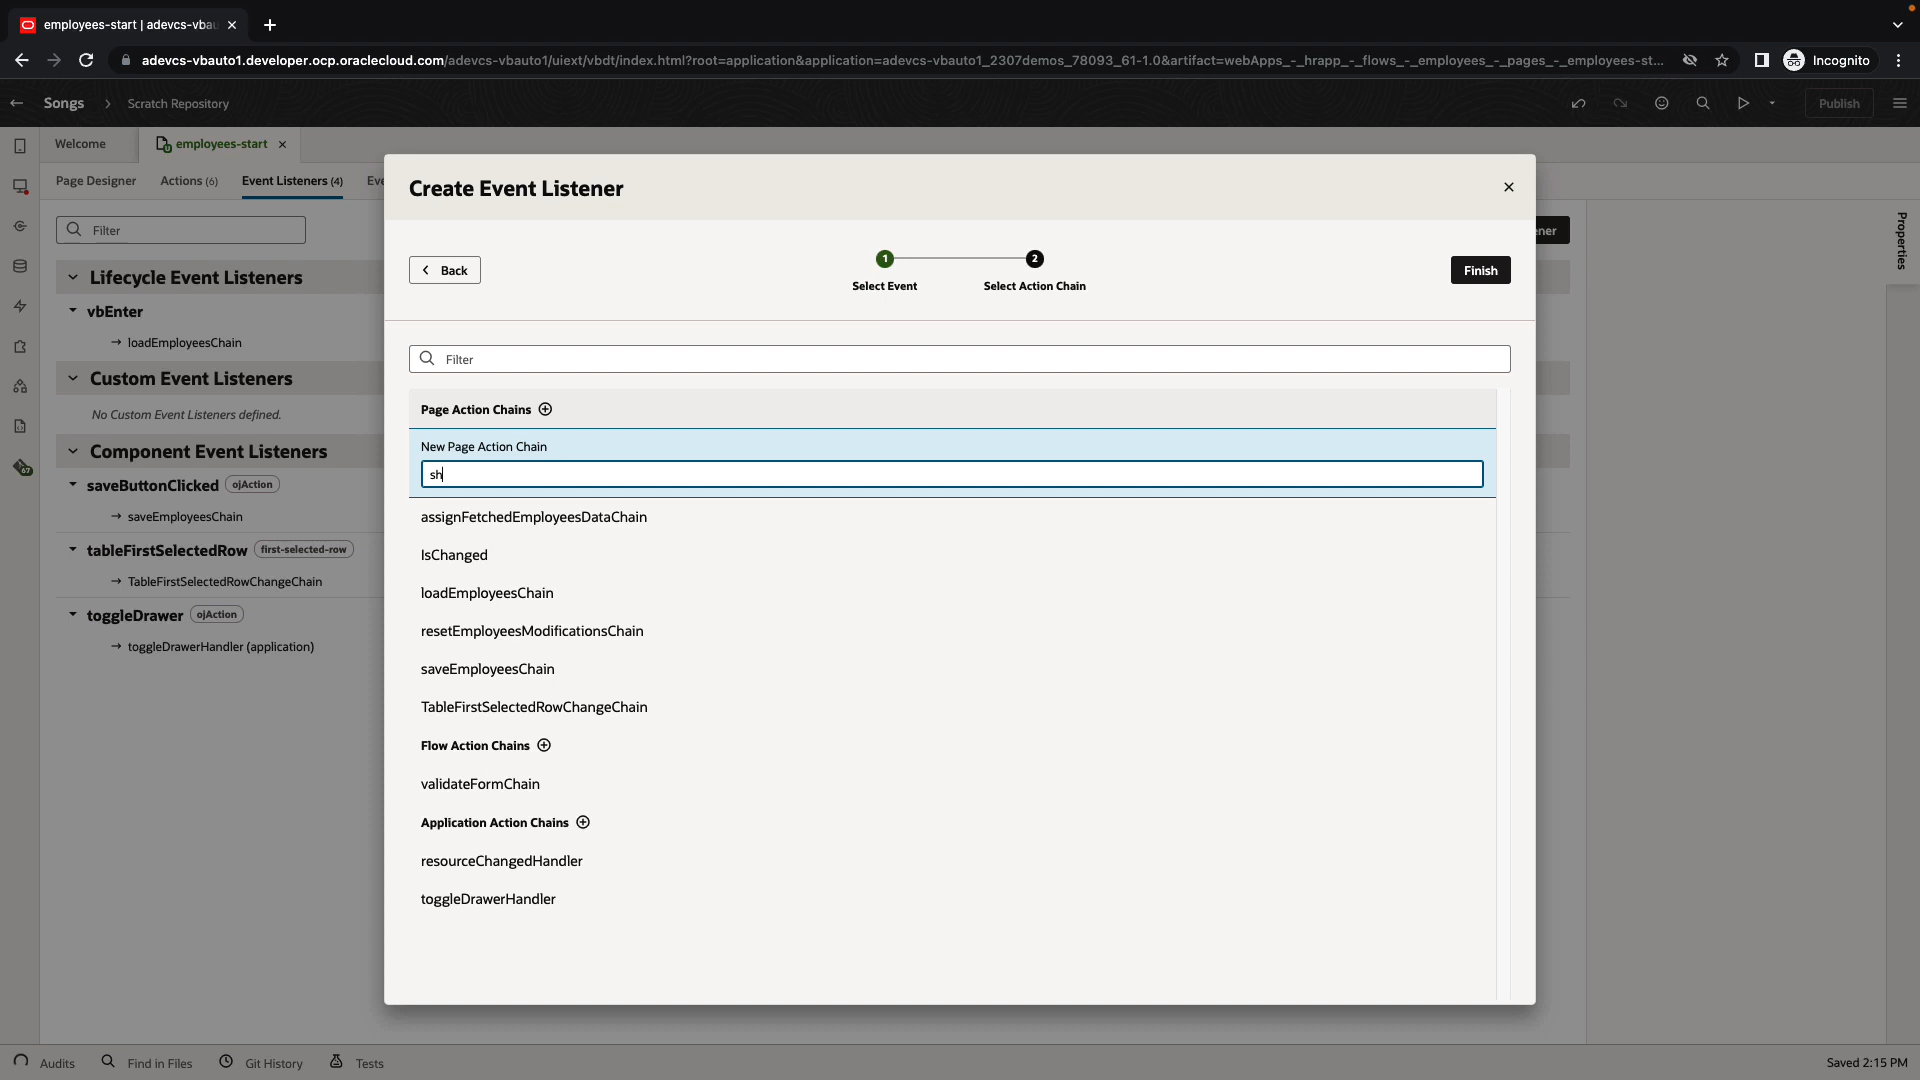 employees-start | adevcs-vbau
adevcs-vbauto1.developer.ocp.oraclecloud.com/adevcs-vbauto1/uiext/vbdt/index.html?root=application&application=adevcs-vbauto1_2307demos_78093_61-1.0&artifact=webApps_-_hrapp_-_flows_-_employees_-_pages_-_employees-st...
Incognito
Songs
Scratch Repository
Publish
Welcome
employees-start
Page Designer
Actions (6)
Event Listeners (4)
Eve
Filter
ener
Properties
Lifecycle Event Listeners
vbEnter
loadEmployeesChain
Custom Event Listeners
No Custom Event Listeners defined.
Component Event Listeners
saveButtonClicked ojAction
saveEmployeesChain
tableFirstSelectedRow first-selected-row
TableFirstSelectedRowChangeChain
toggleDrawer ojAction
toggleDrawerHandler (application)
67
Create Event Listener
Back
1
2
Select Event
Select Action Chain
Finish
Filter
Page Action Chains
New Page Action Chain
sh
assignFetchedEmployeesDataChain
IsChanged
loadEmployeesChain
resetEmployeesModificationsChain
saveEmployeesChain
TableFirstSelectedRowChangeChain
Flow Action Chains
validateFormChain
Application Action Chains
resourceChangedHandler
toggleDrawerHandler
Audits
Find in Files
Git History
Tests
Saved 2:15 PM